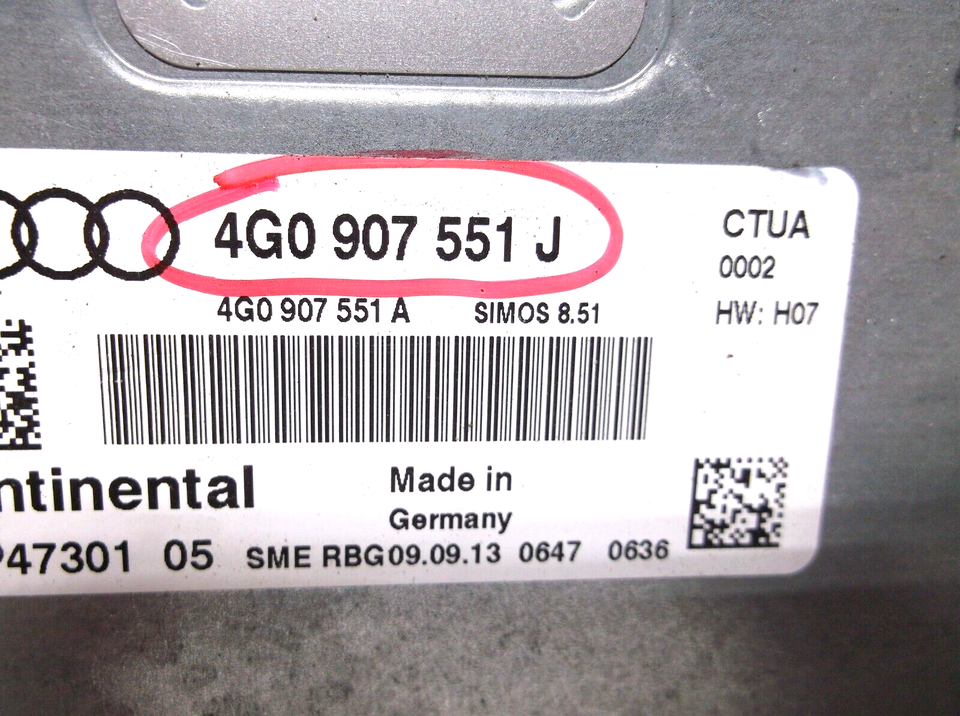 4G0 907 551 J
4G0 907 551 A SIMOS 8.51
CTUA
0002
HW: H07
ntinental
Made in
Germany
P47301 05 SME RBG09.09.13 0647 0636